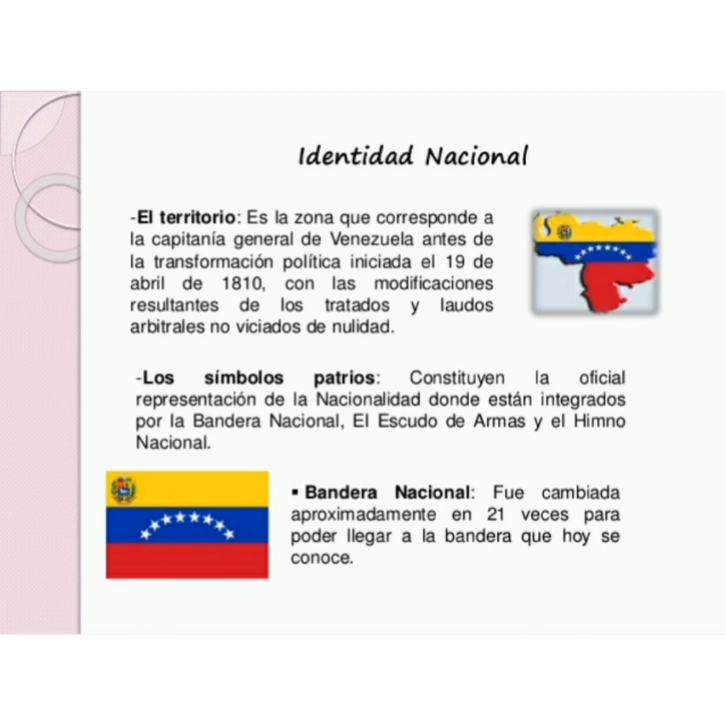 Identidad Nacional
-El territorio: Es la zona que corresponde a
la capitanía general de Venezuela antes de
la transformación política iniciada el 19 de
abril de 1810, con las modificaciones
resultantes de los tratados y laudos
arbitrales no viciados de nulidad.
-Los símbolos patrios: Constituyen la oficial
representación de la Nacionalidad donde están integrados
por la Bandera Nacional, El Escudo de Armas y el Himno
Nacional.
▪ Bandera Nacional: Fue cambiada
aproximadamente en 21 veces para
poder llegar a la bandera que hoy se
conoce.